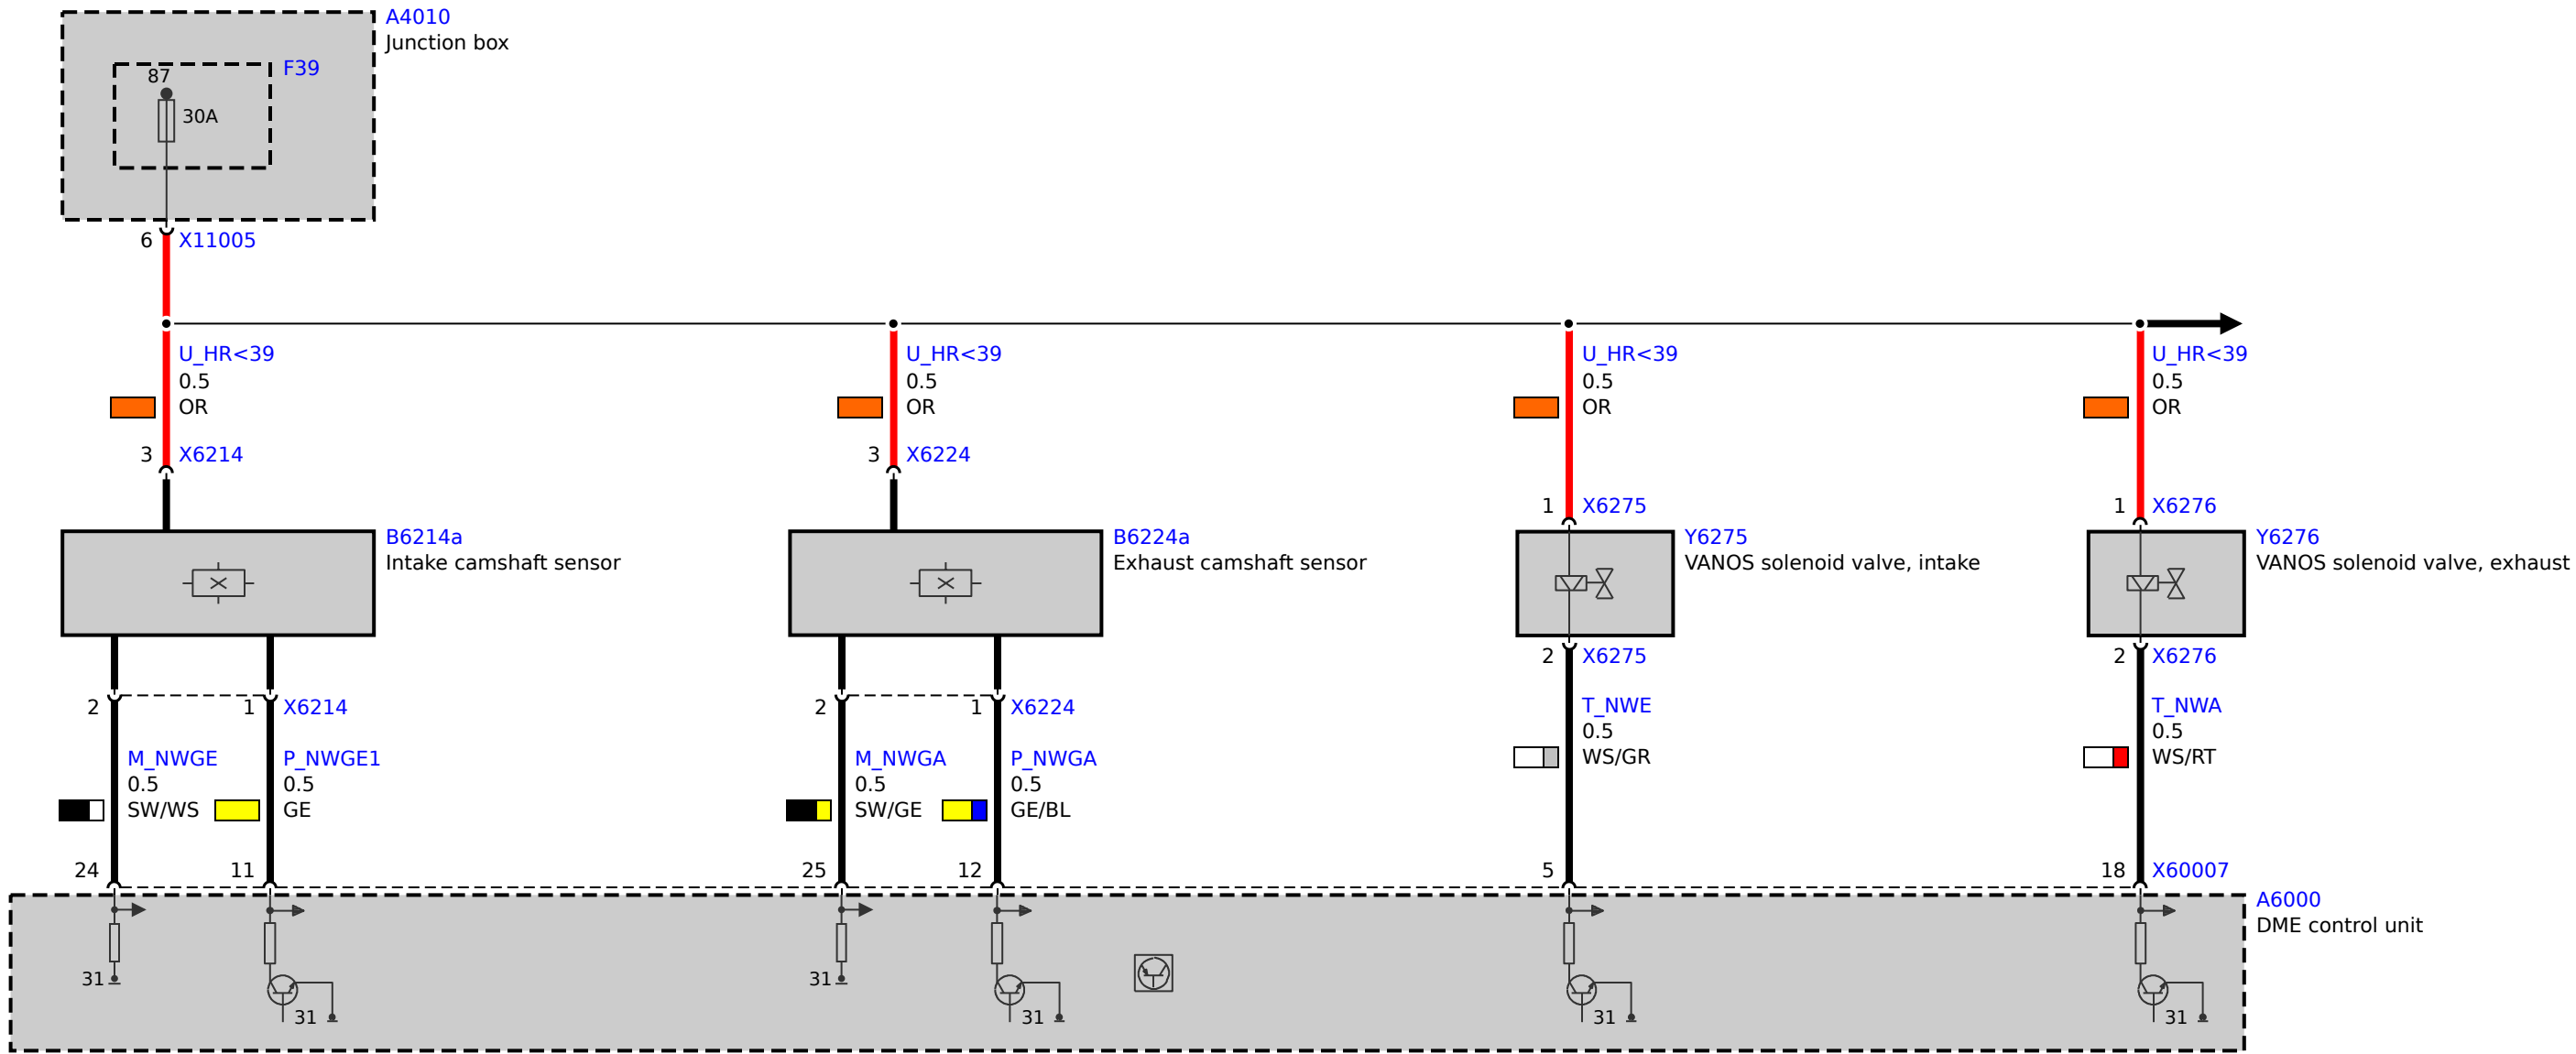 A4010
Junction box
F39
87
30A
6 X11005
U_HR<39
0.5
OR
3 X6214
U_HR<39
0.5
OR
3 X6224
U_HR<39
0.5
OR
1 X6275
U_HR<39
0.5
OR
1 X6276
B6214a
Intake camshaft sensor
B6224a
Exhaust camshaft sensor
Y6275
VANOS solenoid valve, intake
Y6276
VANOS solenoid valve, exhaust
2 1 X6214
2 1 X6224
2 X6275
2 X6276
M_NWGE
0.5
SW/WS
P_NWGE1
0.5
GE
M_NWGA
0.5
SW/GE
P_NWGA
0.5
GE/BL
T_NWE
0.5
WS/GR
T_NWA
0.5
WS/RT
24 11 25 12 5 18 X60007
A6000
DME control unit
31 31
31 31 31 31